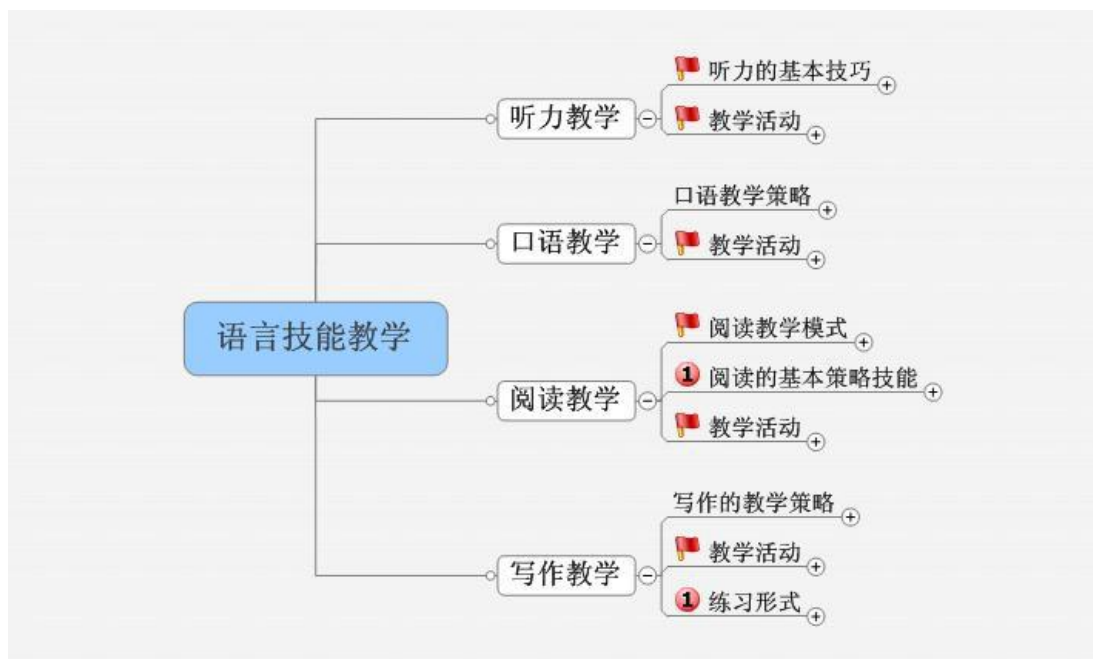 语言技能教学
听力教学
听力的基本技巧
教学活动
口语教学
口语教学策略
教学活动
阅读教学
阅读教学模式
1 阅读的基本策略技能
教学活动
写作教学
写作的教学策略
教学活动
1 练习形式